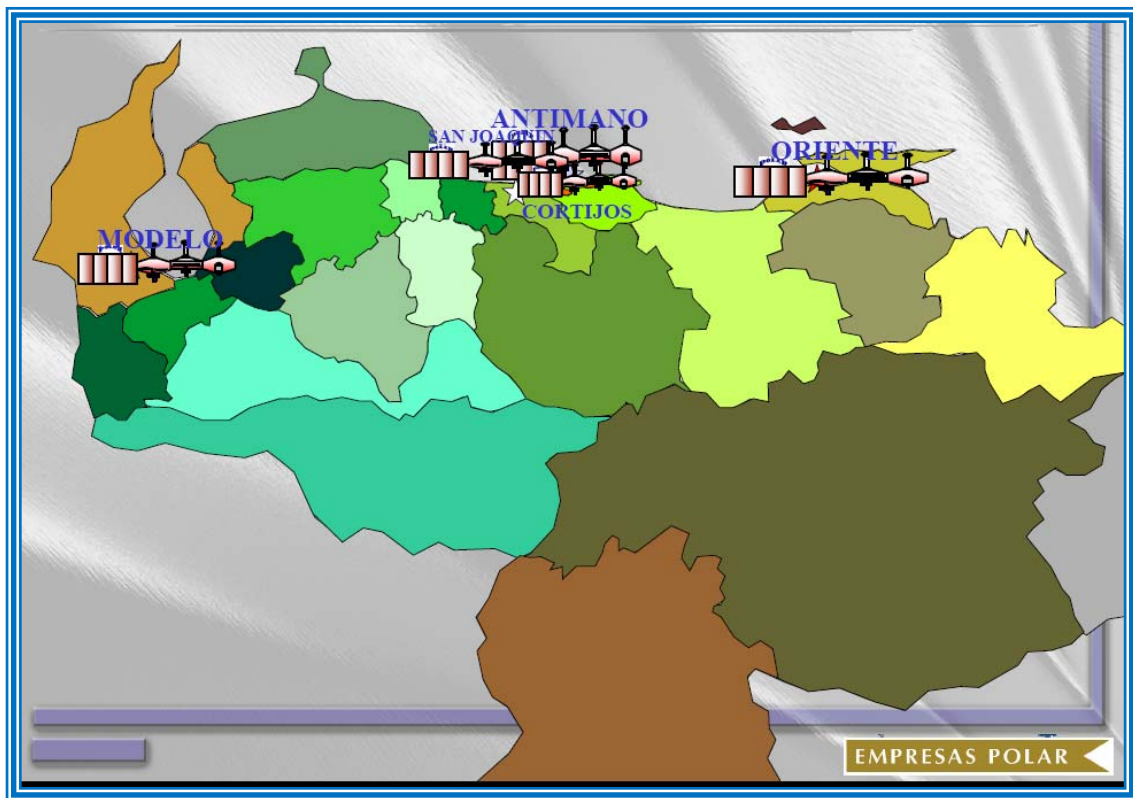 ANTIMANO
SAN JOAQUIN
ORIENTE
CORTIJOS
MODELO
EMPRESAS POLAR